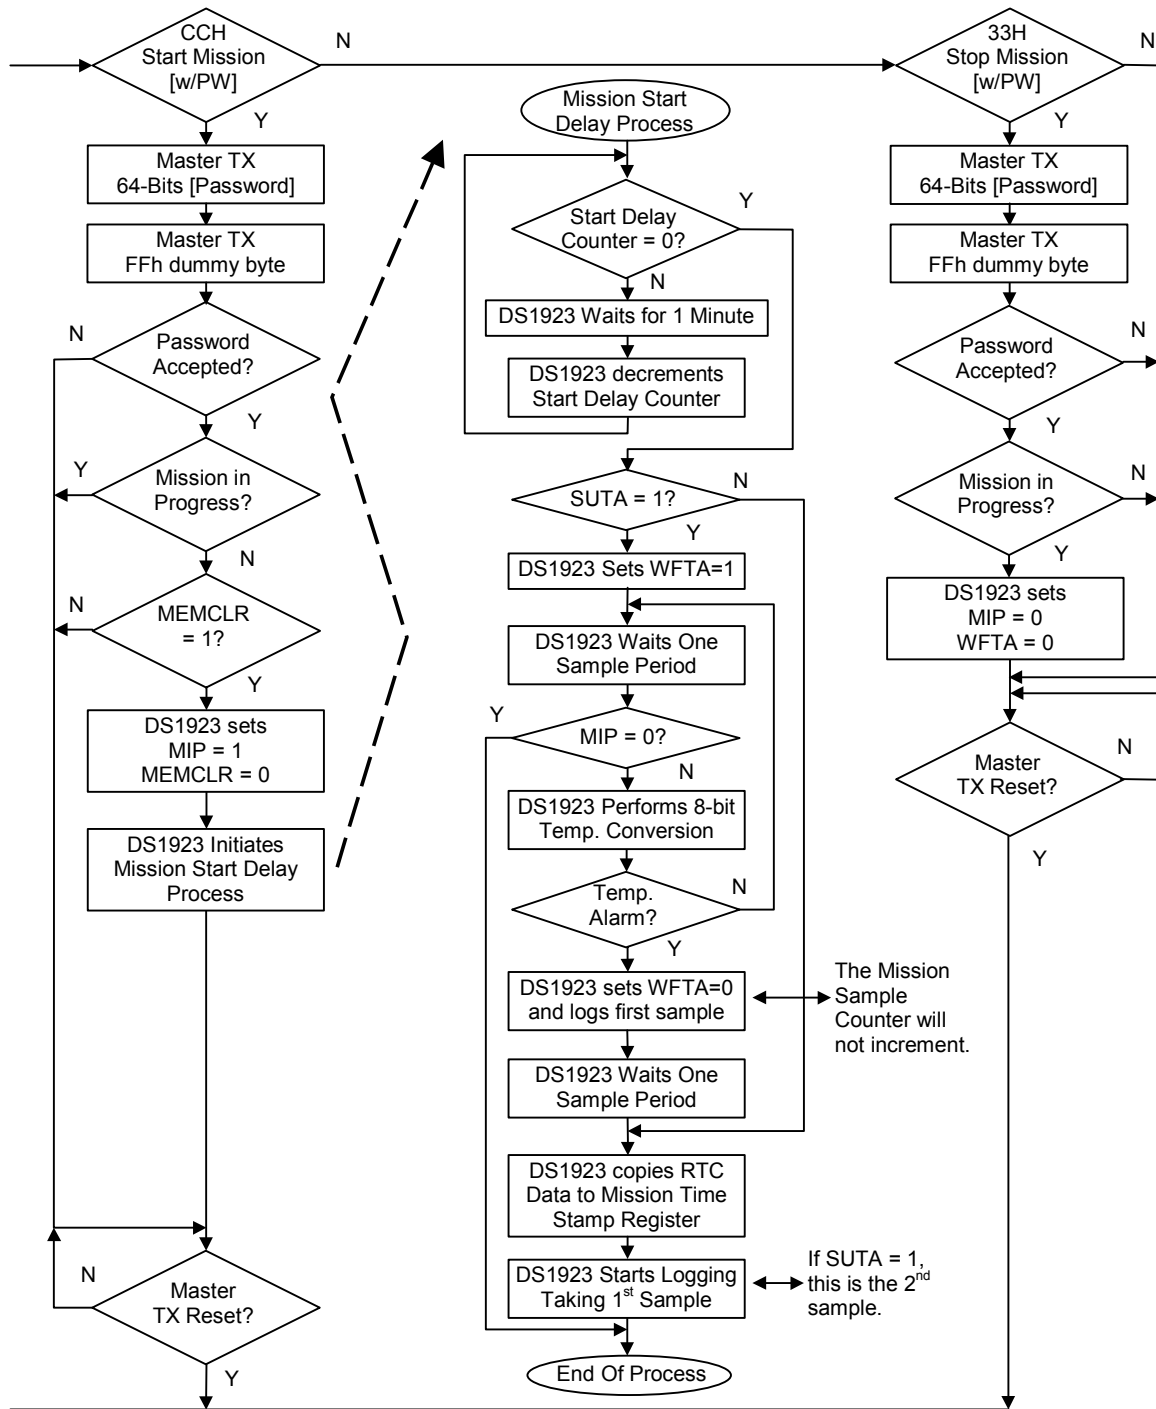 CCH
Start Mission
[w/PW]
N
Y
Master TX
64-Bits [Password]
Master TX
FFh dummy byte
N
Password
Accepted?
Y
Y
Mission in
Progress?
N
N
MEMCLR
= 1?
Y
DS1923 sets
MIP = 1
MEMCLR = 0
DS1923 Initiates
Mission Start Delay
Process
N
Master
TX Reset?
Y
Mission Start
Delay Process
Start Delay
Counter = 0?
Y
N
DS1923 Waits for 1 Minute
DS1923 decrements
Start Delay Counter
SUTA = 1?
N
Y
DS1923 Sets WFTA=1
DS1923 Waits One
Sample Period
Y
MIP = 0?
N
DS1923 Performs 8-bit
Temp. Conversion
Temp.
Alarm?
N
Y
DS1923 sets WFTA=0
and logs first sample
The Mission
Sample
Counter will
not increment.
DS1923 Waits One
Sample Period
DS1923 copies RTC
Data to Mission Time
Stamp Register
DS1923 Starts Logging
Taking 1st Sample
If SUTA = 1,
this is the 2nd
sample.
End Of Process
33H
Stop Mission
[w/PW]
N
Y
Master TX
64-Bits [Password]
Master TX
FFh dummy byte
Password
Accepted?
N
Y
Mission in
Progress?
N
Y
DS1923 sets
MIP = 0
WFTA = 0
Master
TX Reset?
N
Y